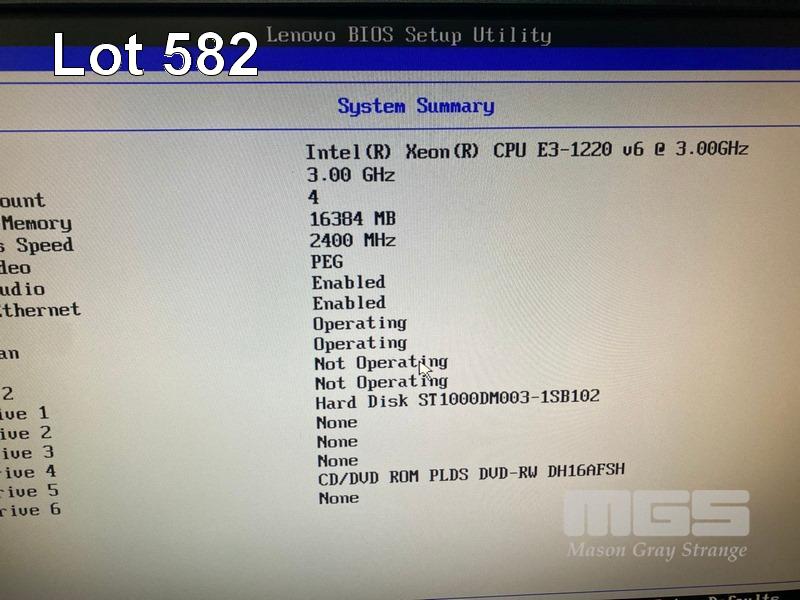 Lenovo BIOS Setup Utility
Lot 582
System Summary
Intel(R) Xeon(R) CPU E3-1220 v6 @ 3.00GHz
3.00 GHz
ount 4
Memory 16384 MB
s Speed 2400 MHz
deo PEG
udio Enabled
thernet Enabled
Operating
an Operating
Not Operating
2 Not Operating
ive 1 Hard Disk ST1000DM003-1SB102
ive 2 None
ive 3 None
rive 4 None
rive 5 CD/DVD ROM PLDS DVD-RW DH16AFSH
rive 6 None
MGS
Mason Gray Strange
Defaults